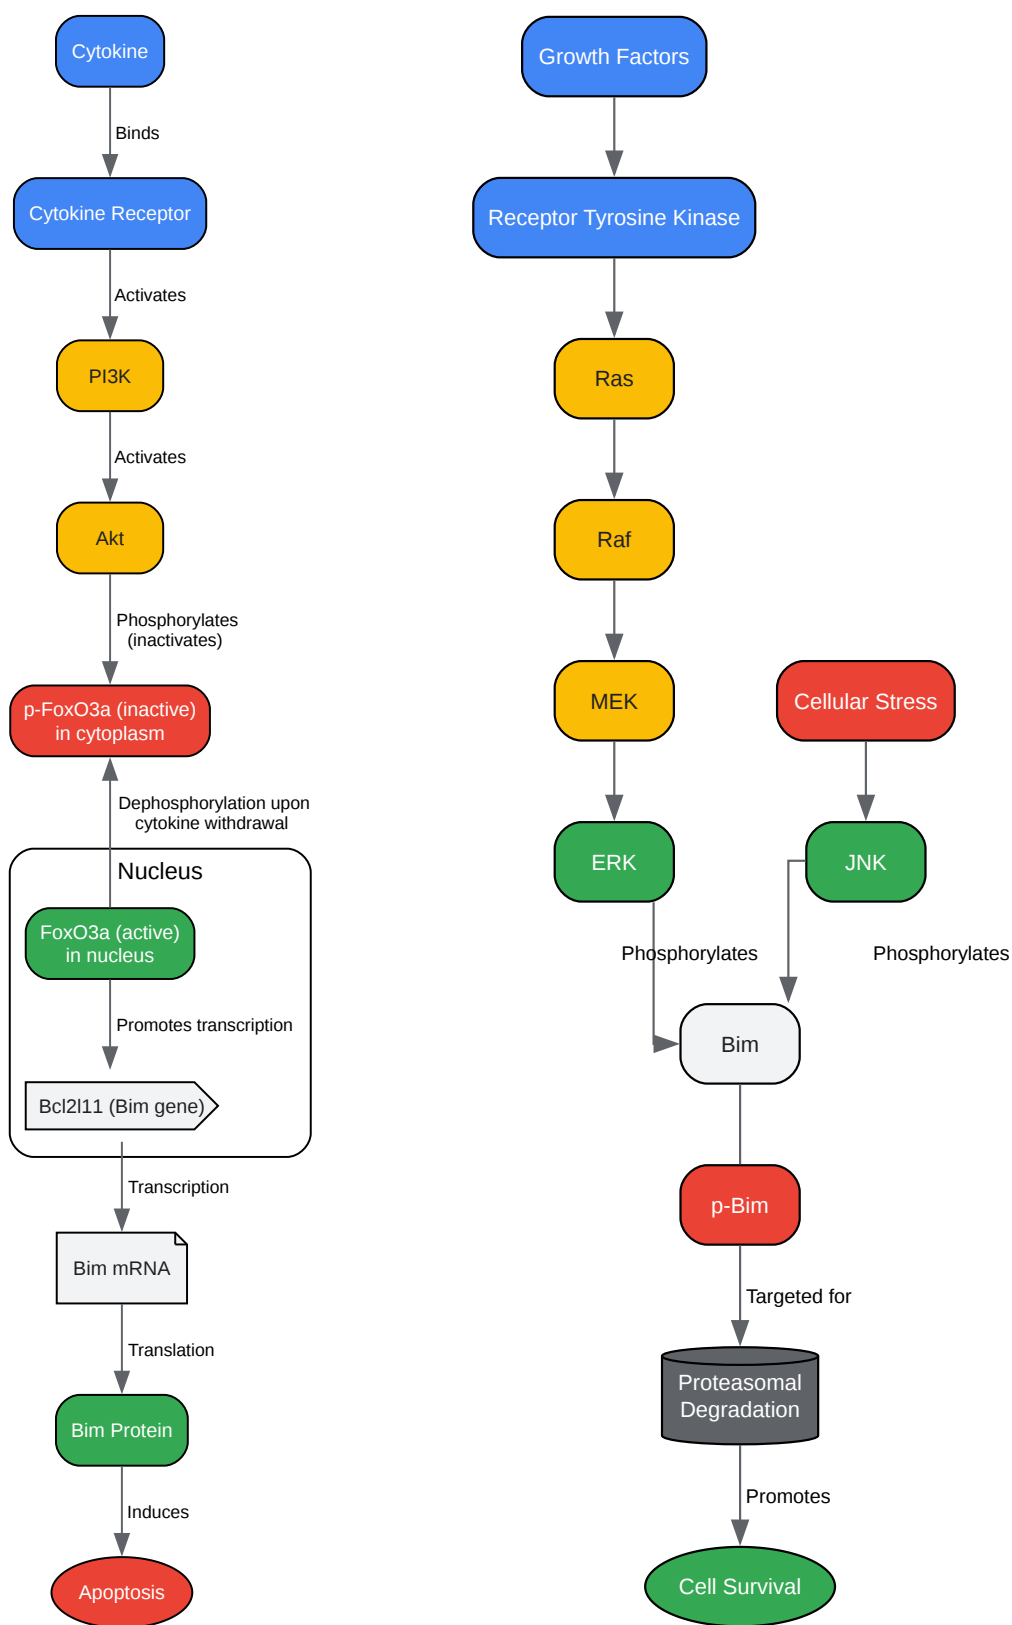 Cytokine
Binds
Cytokine Receptor
Activates
PI3K
Activates
Akt
Phosphorylates
(inactivates)
p-FoxO3a (inactive)
in cytoplasm
Dephosphorylation upon
cytokine withdrawal
Nucleus
FoxO3a (active)
in nucleus
Promotes transcription
Bcl2l11 (Bim gene)
Transcription
Bim mRNA
Translation
Bim Protein
Induces
Apoptosis
Growth Factors
Receptor Tyrosine Kinase
Ras
Raf
MEK
Cellular Stress
ERK
JNK
Phosphorylates
Phosphorylates
Bim
p-Bim
Targeted for
Proteasomal
Degradation
Promotes
Cell Survival